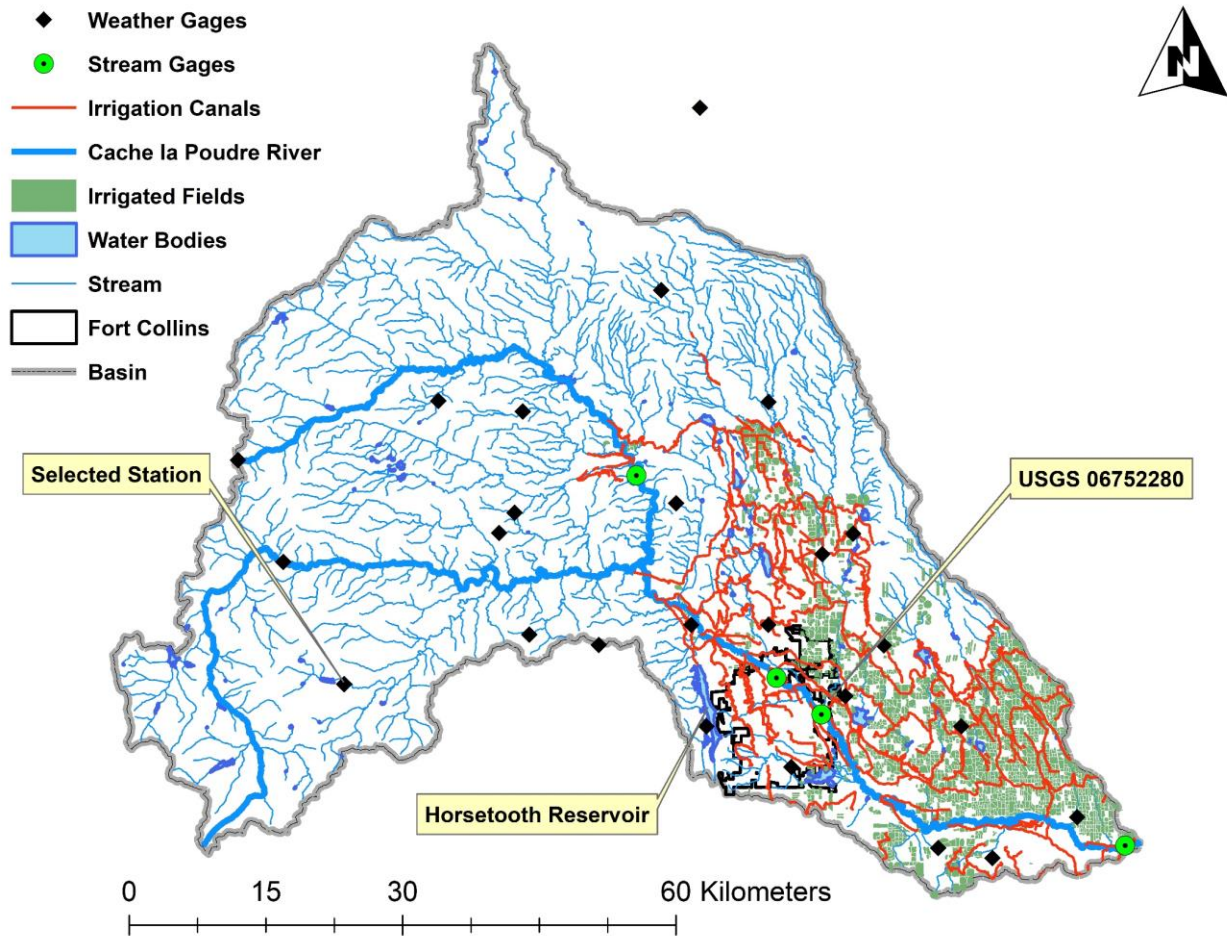 Weather Gages
Stream Gages
Irrigation Canals
Cache la Poudre River
Irrigated Fields
Water Bodies
Stream
Fort Collins
Basin
N
Selected Station
USGS 06752280
Horsetooth Reservoir
0 15 30 60 Kilometers